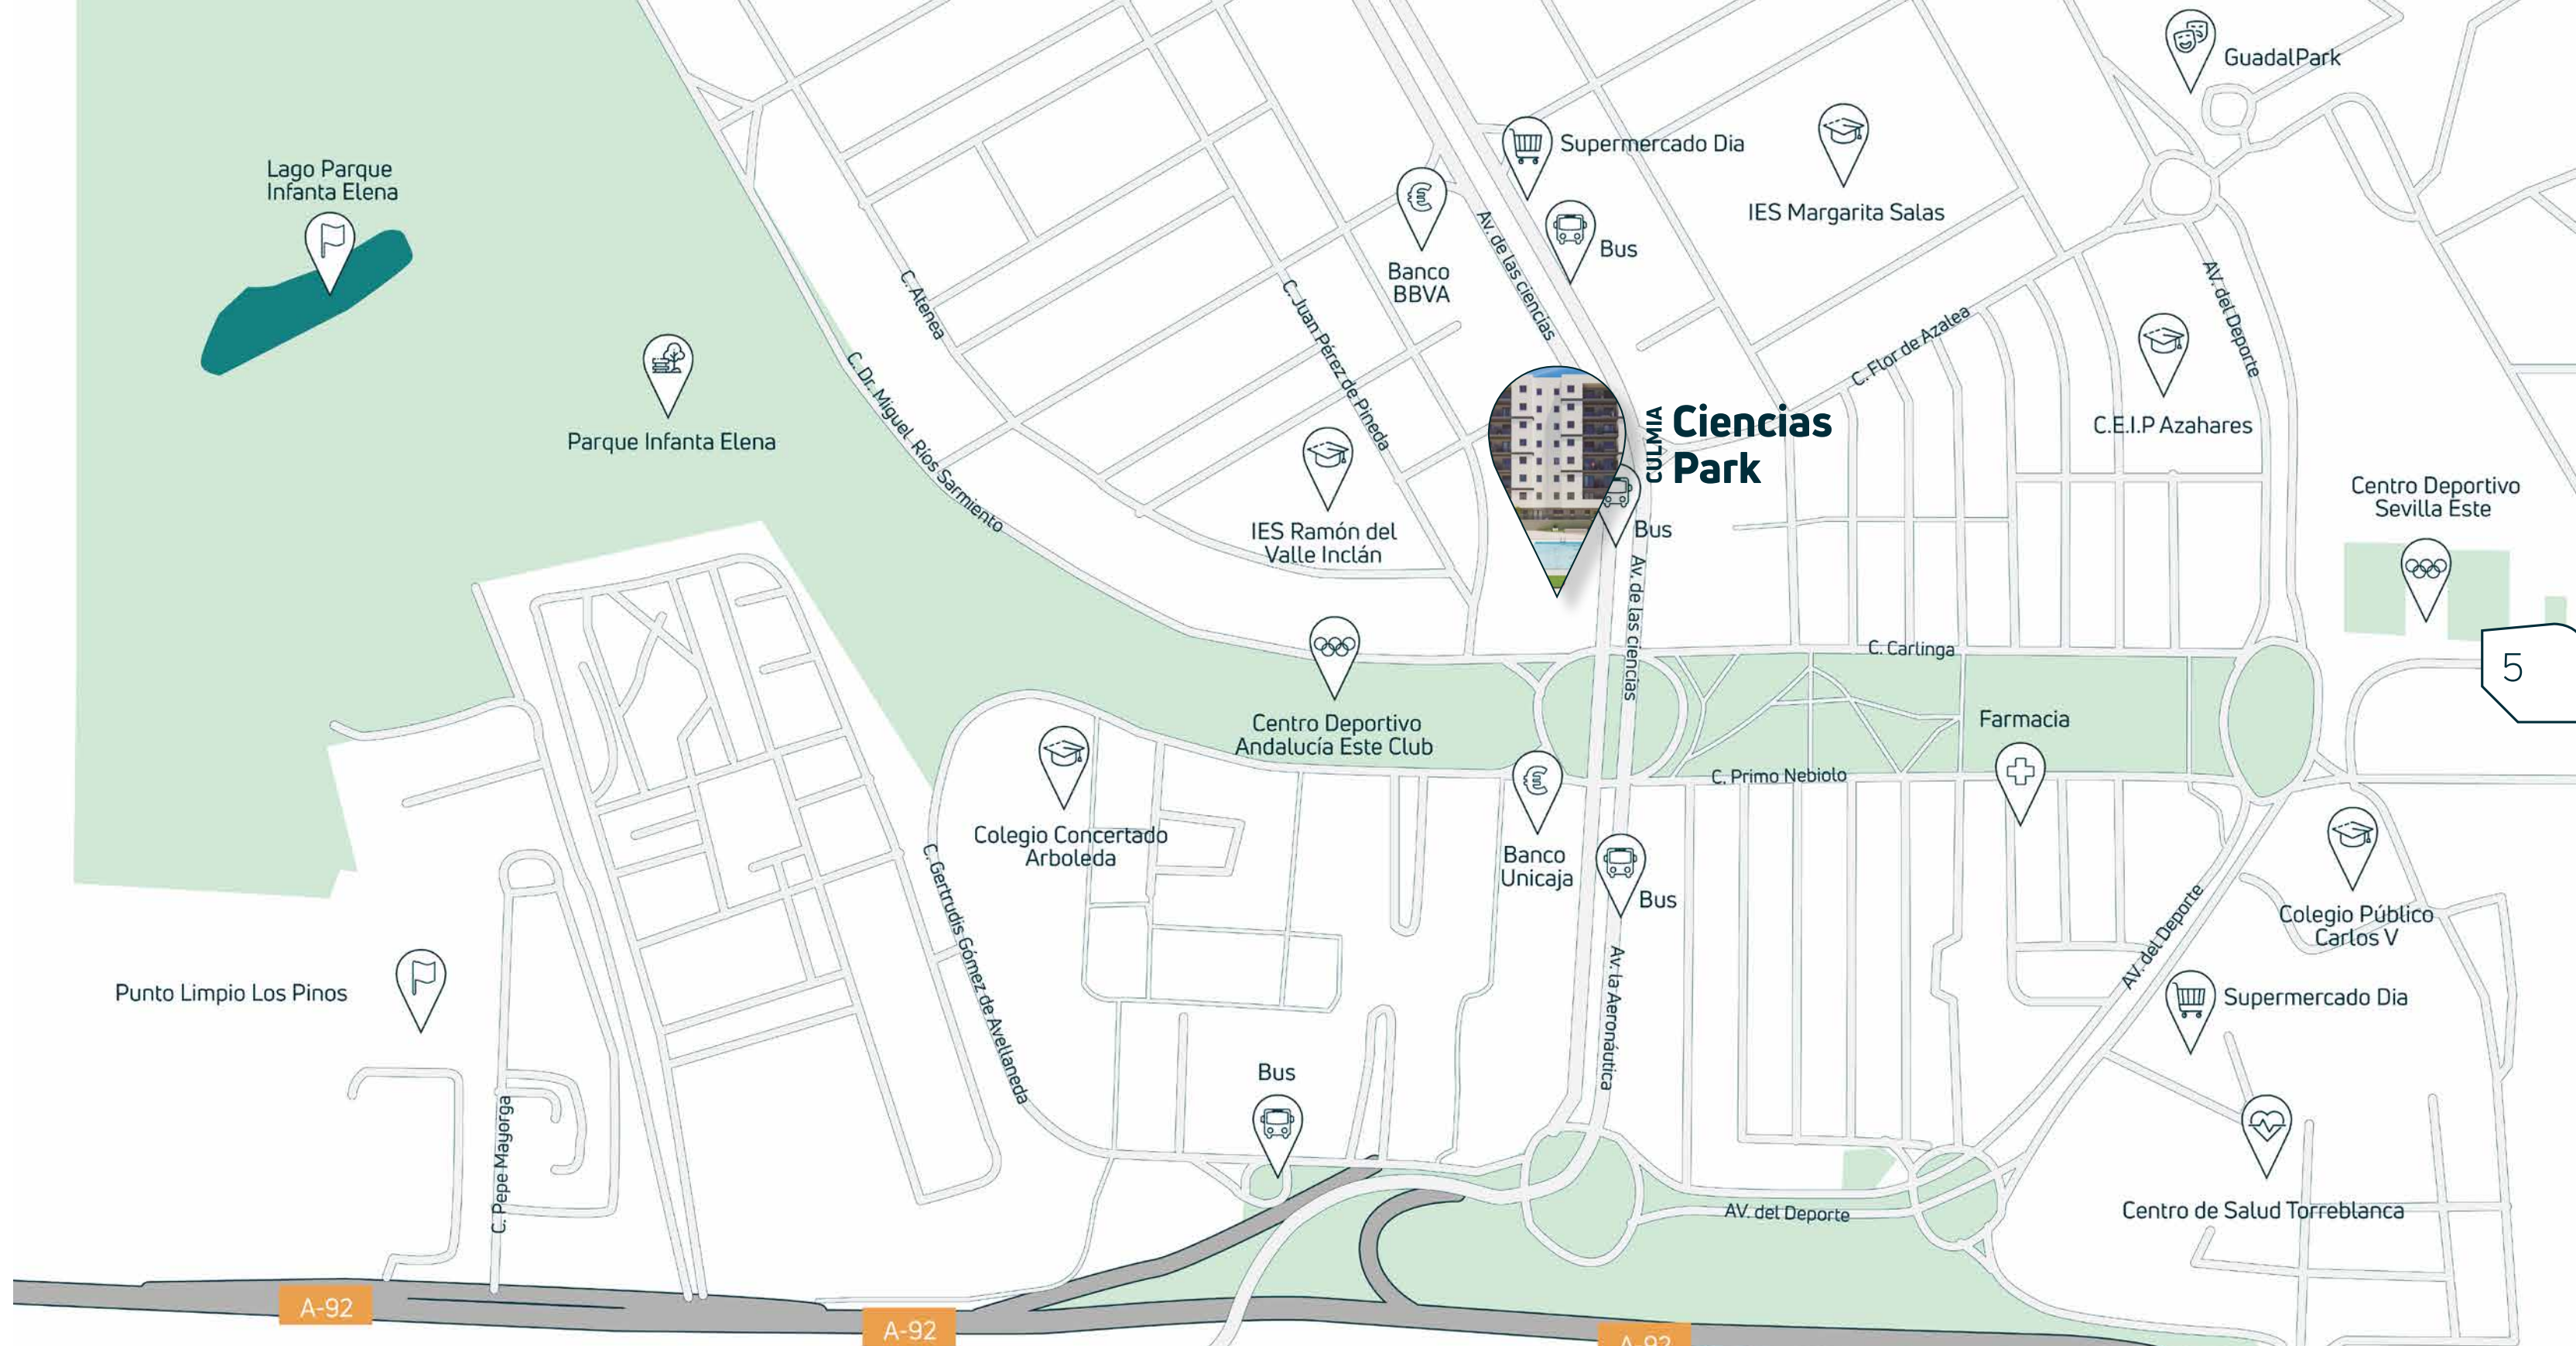 GuadalPark
Supermercado Dia
Lago Parque
Infanta Elena
IES Margarita Salas
Bus
Banco
BBVA
Av. de las ciencias
C. Atenea
C. Juan Pérez de Pineda
AV. del Deporte
C. Flor de Azalea
C. Dr. Miguel Ríos Sarmiento
Parque Infanta Elena
CULMIA
Ciencias
Park
C.E.I.P Azahares
Centro Deportivo
Sevilla Este
IES Ramón del
Valle Inclán
Bus
Av. de las ciencias
C. Carlinga
5
Centro Deportivo
Andalucía Este Club
Farmacia
C. Primo Nebiolo
Colegio Concertado
Arboleda
Banco
Unicaja
Bus
C. Gertrudis Gómez de Avellaneda
Colegio Público
Carlos V
AV. del Deporte
Punto Limpio Los Pinos
Supermercado Dia
Av. la Aeronáutica
Bus
C. Pepe Mayorga
Centro de Salud Torreblanca
AV. del Deporte
A-92
A-92
A-92